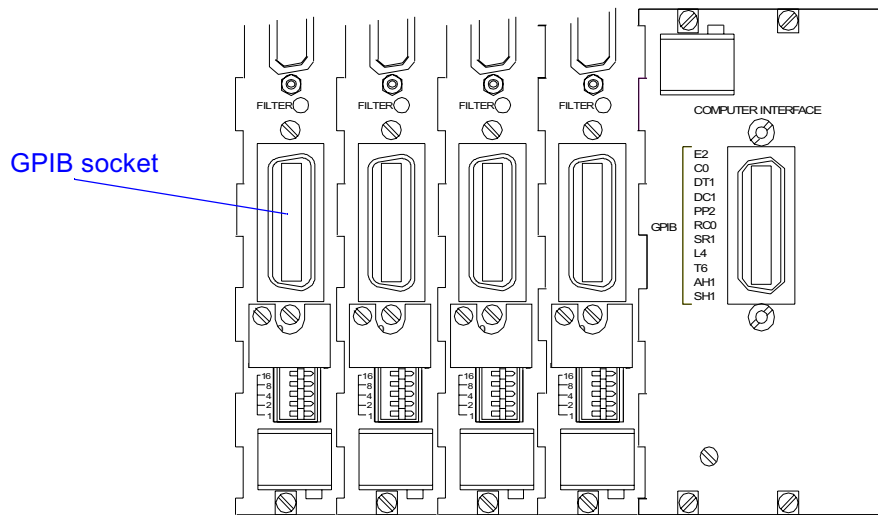 FILTER
FILTER
FILTER
FILTER
COMPUTER INTERFACE
GPIB socket
GPIB
E2
C0
DT1
DC1
PP2
RC0
SR1
L4
T6
AH1
SH1
16
8
4
2
1
16
8
4
2
1
16
8
4
2
1
16
8
4
2
1